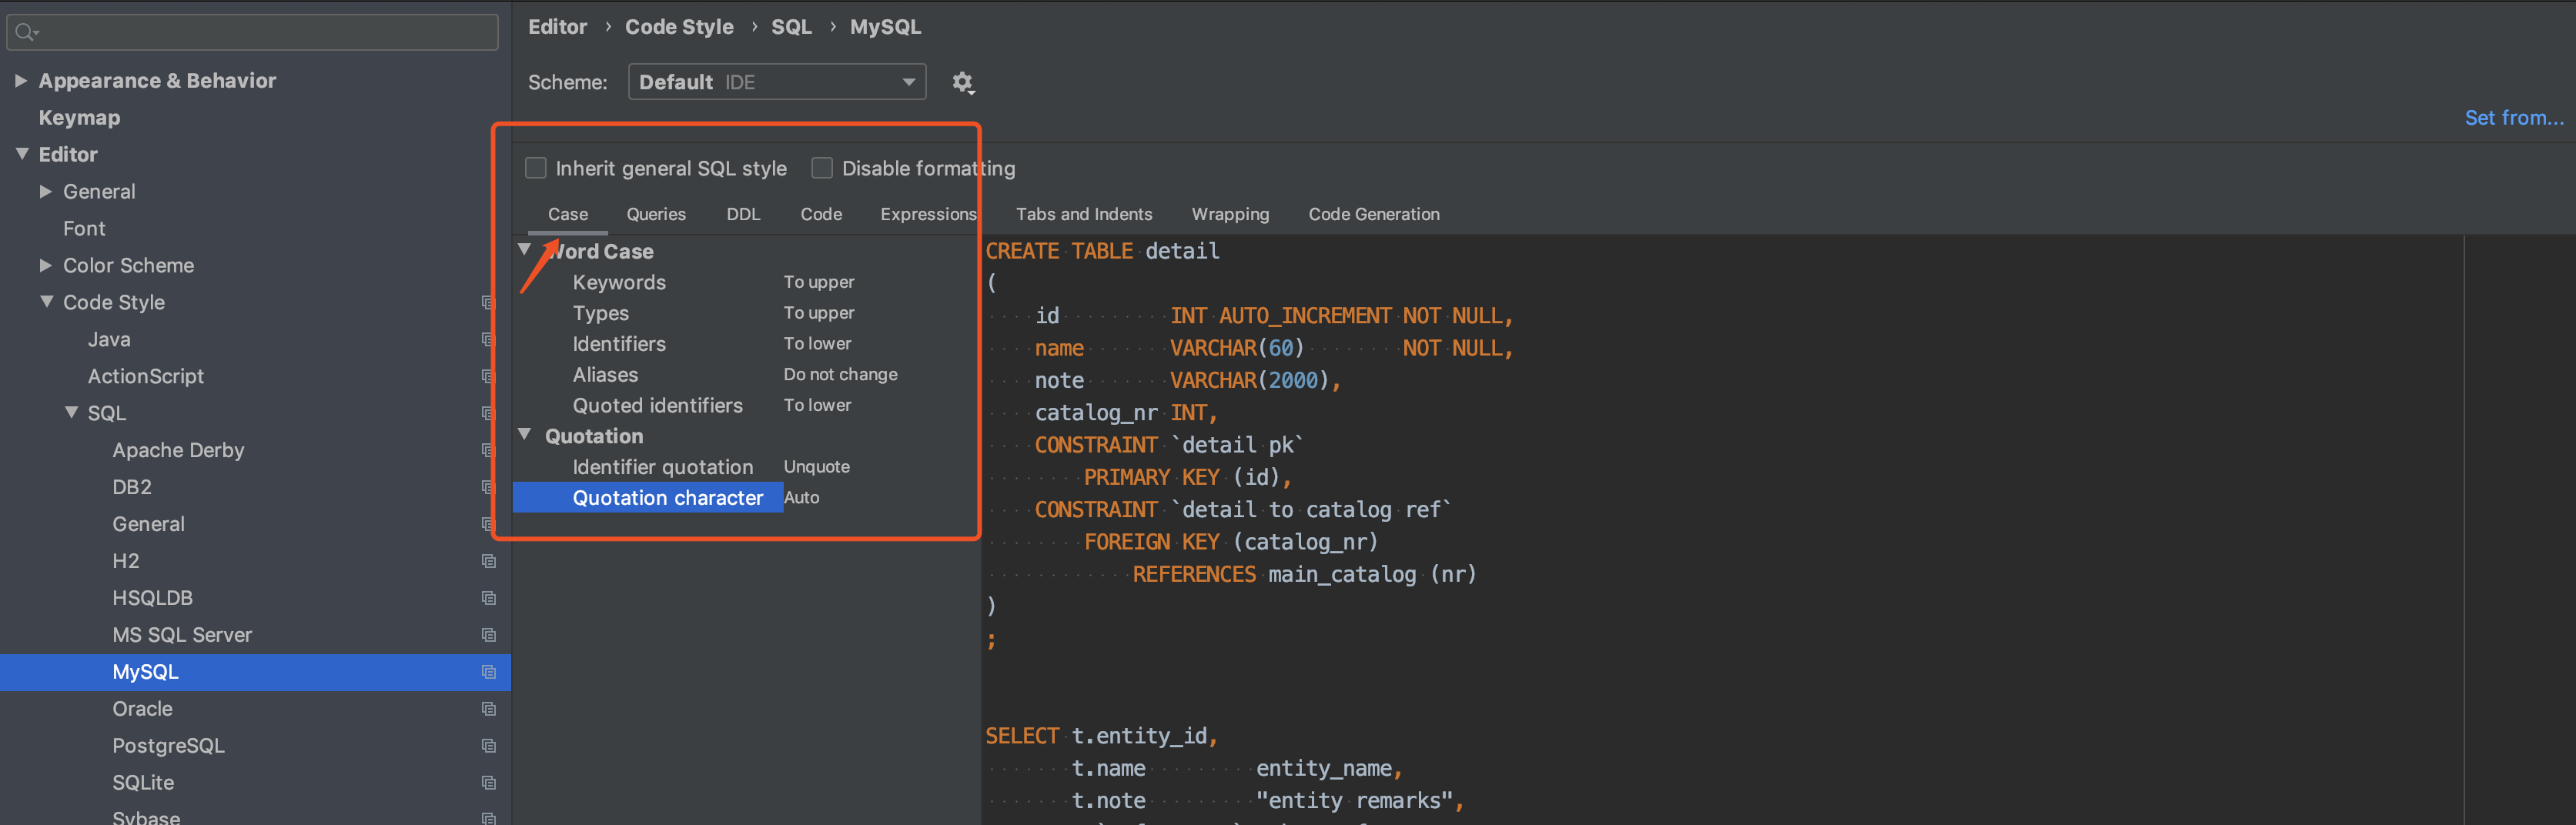 Appearance & Behavior
Keymap
Editor
General
Font
Color Scheme
Code Style
Java
ActionScript
SQL
Apache Derby
DB2
General
H2
HSQLDB
MS SQL Server
MySQL
Oracle
PostgreSQL
SQLite
Sybase
Editor › Code Style › SQL › MySQL
Scheme: Default IDE
Set from...
Inherit general SQL style Disable formatting
Case Queries DDL Code Expressions Tabs and Indents Wrapping Code Generation
Word Case
Keywords To upper
Types To upper
Identifiers To lower
Aliases Do not change
Quoted identifiers To lower
Quotation
Identifier quotation Unquote
Quotation character Auto
CREATE TABLE detail
(
id INT AUTO_INCREMENT NOT NULL,
name VARCHAR(60) NOT NULL,
note VARCHAR(2000),
catalog_nr INT,
CONSTRAINT `detail pk`
PRIMARY KEY (id),
CONSTRAINT `detail to catalog ref`
FOREIGN KEY (catalog_nr)
REFERENCES main_catalog (nr)
)
;
SELECT t.entity_id,
t.name entity_name,
t.note "entity remarks",